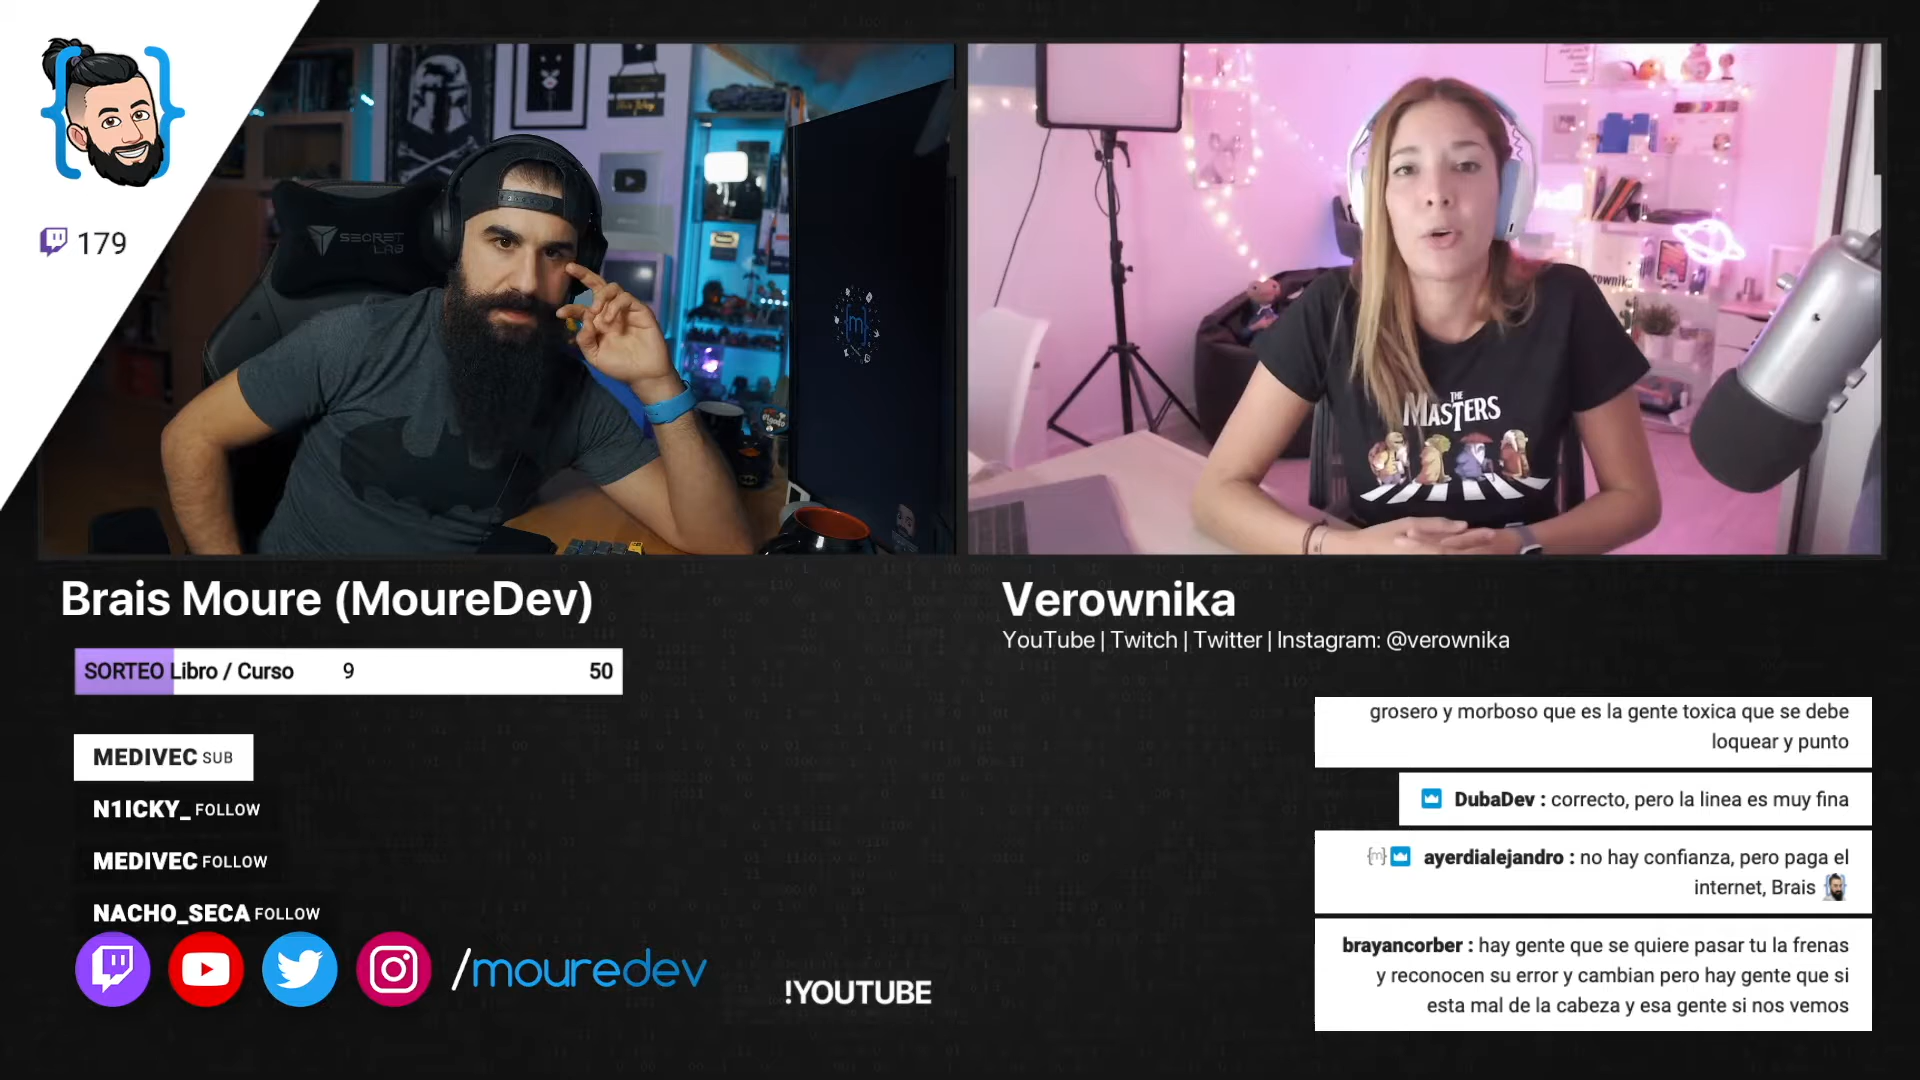 179
SECRET
LAB
{m}
THE
MASTERS
Brais Moure (MoureDev)
Verownika
YouTube | Twitch | Twitter | Instagram: @verownika
SORTEO Libro / Curso 9 50
MEDIVEC SUB
N1ICKY_ FOLLOW
MEDIVEC FOLLOW
NACHO_SECA FOLLOW
/mouredev
!YOUTUBE
grosero y morboso que es la gente toxica que se debe
loquear y punto
DubaDev : correcto, pero la linea es muy fina
{m} ayerdialejandro : no hay confianza, pero paga el
internet, Brais
brayancorber : hay gente que se quiere pasar tu la frenas
y reconocen su error y cambian pero hay gente que si
esta mal de la cabeza y esa gente si nos vemos